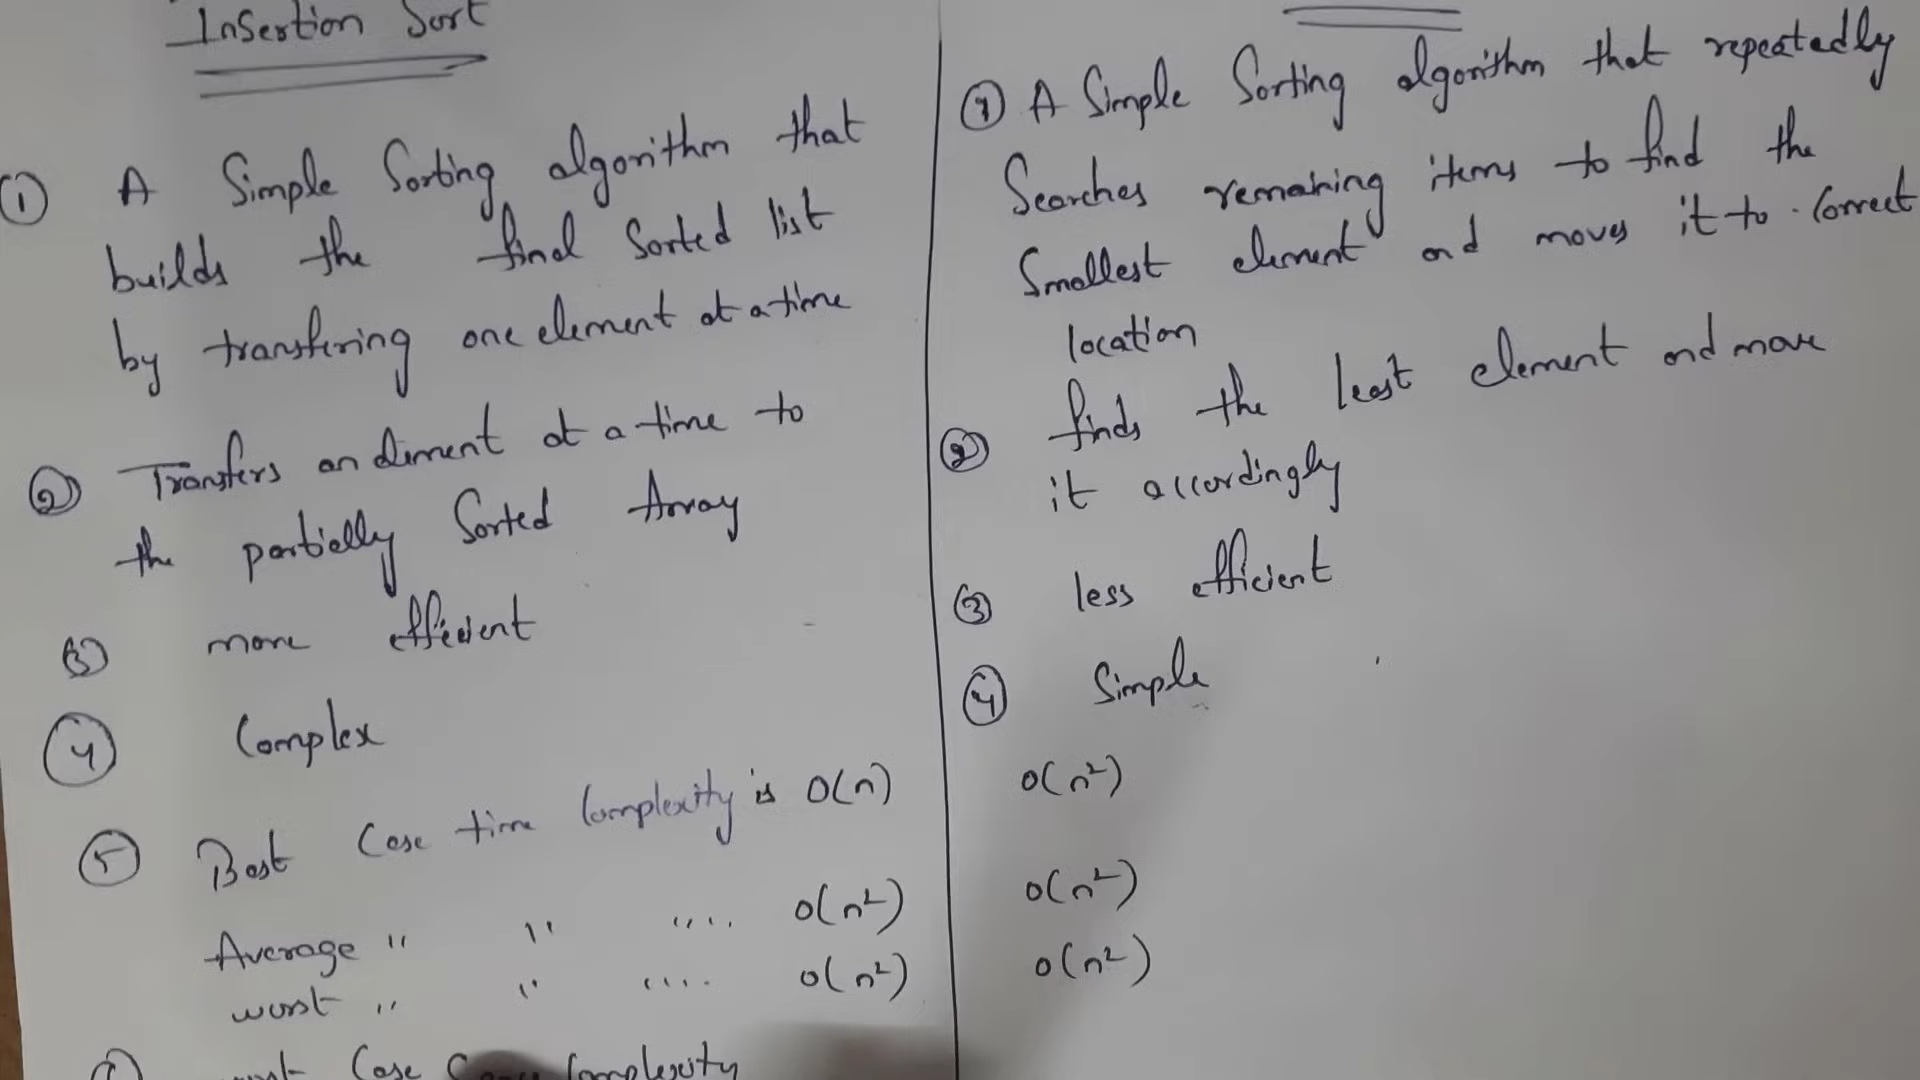 Insertion Sort
① A Simple Sorting algorithm that
builds the final Sorted list
by transfering one element at a time
② Transfers an element at a time to
the partially Sorted Array
③ more efficient
④ Complex
⑤ Best Case time Complexity is O(n)
Average " " " " O(n²)
worst " " " " O(n²)
Case Complexity
① A Simple Sorting algorithm that repeatedly
Searches remaining items to find the
Smallest element and moves it to correct
location
② finds the least element and move
it accordingly
③ less efficient
④ Simple
O(n²)
O(n²)
O(n²)